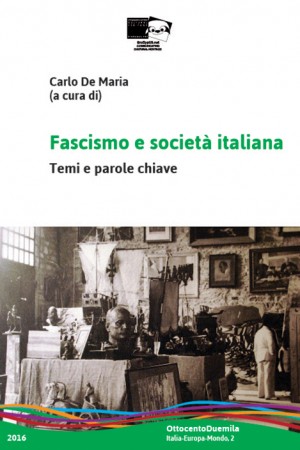 Carlo De Maria
(a cura di)
Fascismo e società italiana
Temi e parole chiave
2016
OttocentoDuemila
Italia-Europa-Mondo, 2